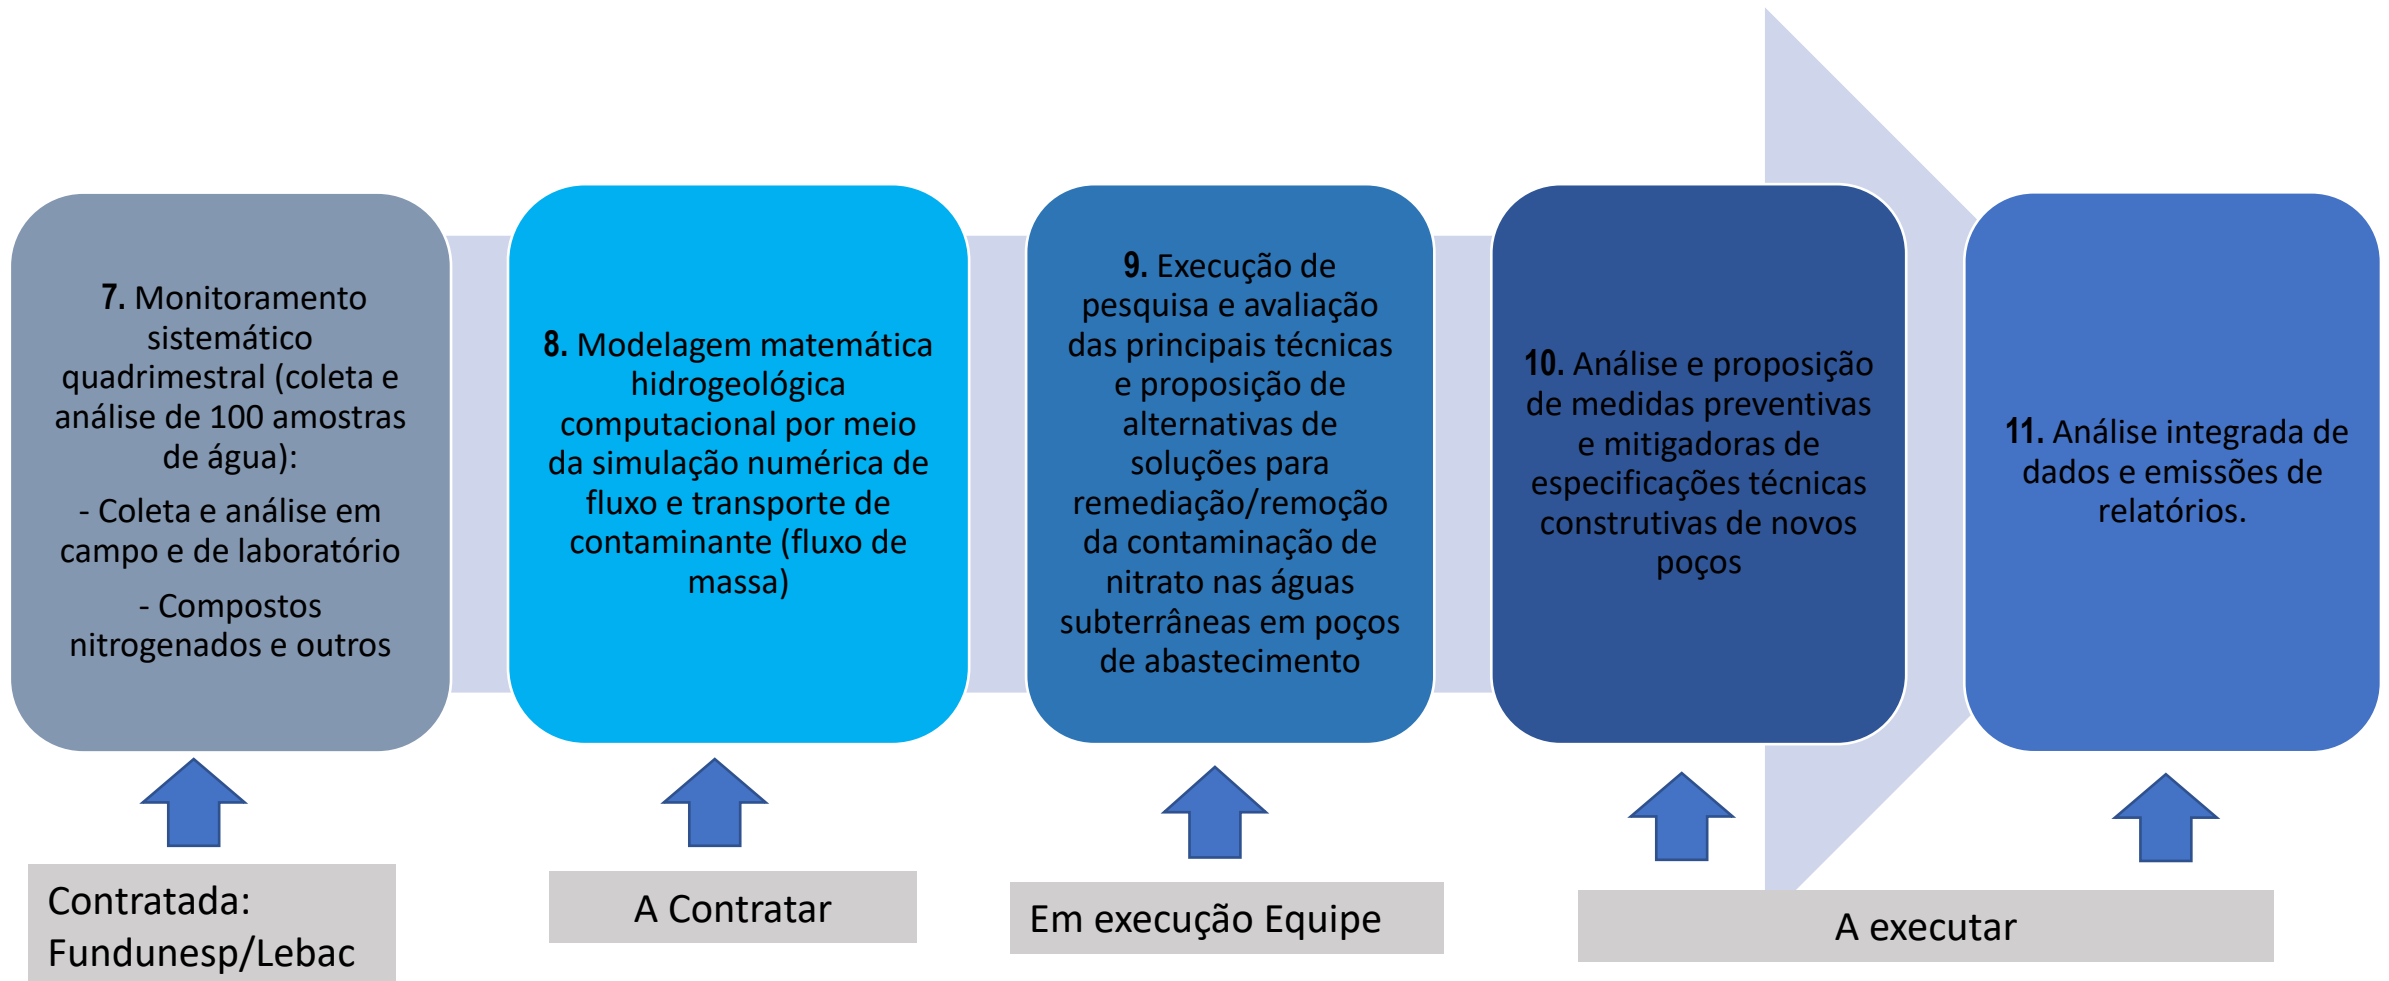 7. Monitoramento
sistemático
quadrimestral (coleta e
análise de 100 amostras
de água):
- Coleta e análise em
campo e de laboratório
- Compostos
nitrogenados e outros
8. Modelagem matemática
hidrogeológica
computacional por meio
da simulação numérica de
fluxo e transporte de
contaminante (fluxo de
massa)
9. Execução de
pesquisa e avaliação
das principais técnicas
e proposição de
alternativas de
soluções para
remediação/remoção
da contaminação de
nitrato nas águas
subterrâneas em poços
de abastecimento
10. Análise e proposição
de medidas preventivas
e mitigadoras de
especificações técnicas
construtivas de novos
poços
11. Análise integrada de
dados e emissões de
relatórios.
Contratada:
Fundunesp/Lebac
A Contratar
Em execução Equipe
A executar